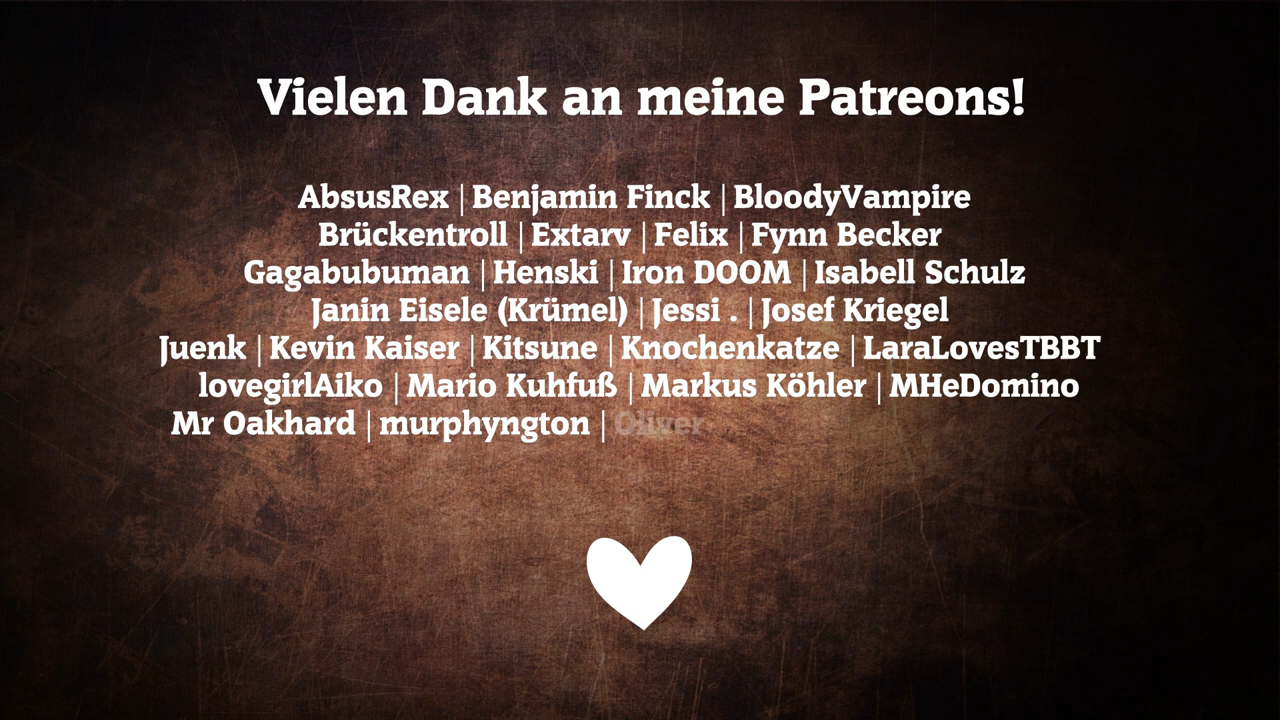 Vielen Dank an meine Patreons!
AbsusRex | Benjamin Finck | BloodyVampire
Brückentroll | Extarv | Felix | Fynn Becker
Gagabubuman | Henski | Iron DOOM | Isabell Schulz
Janin Eisele (Krümel) | Jessi . | Josef Kriegel
Juenk | Kevin Kaiser | Kitsune | Knochenkatze | LaraLovesTBBT
lovegirlAiko | Mario Kuhfuß | Markus Köhler | MHeDomino
Mr Oakhard | murphyngton | Oliver